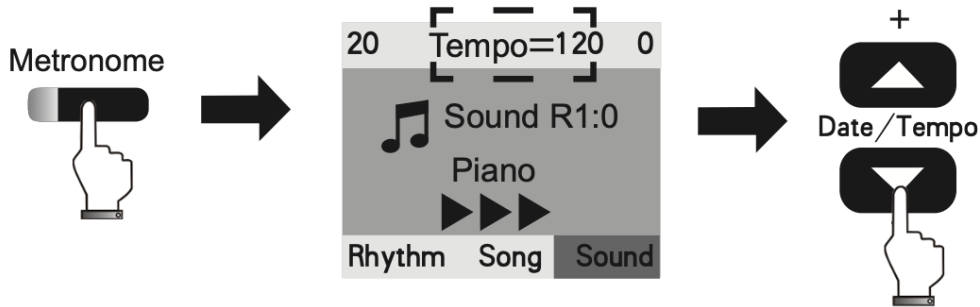 Metronome
20 Tempo=120 0
Sound R1:0
Piano
Rhythm Song Sound
+
Date/Tempo